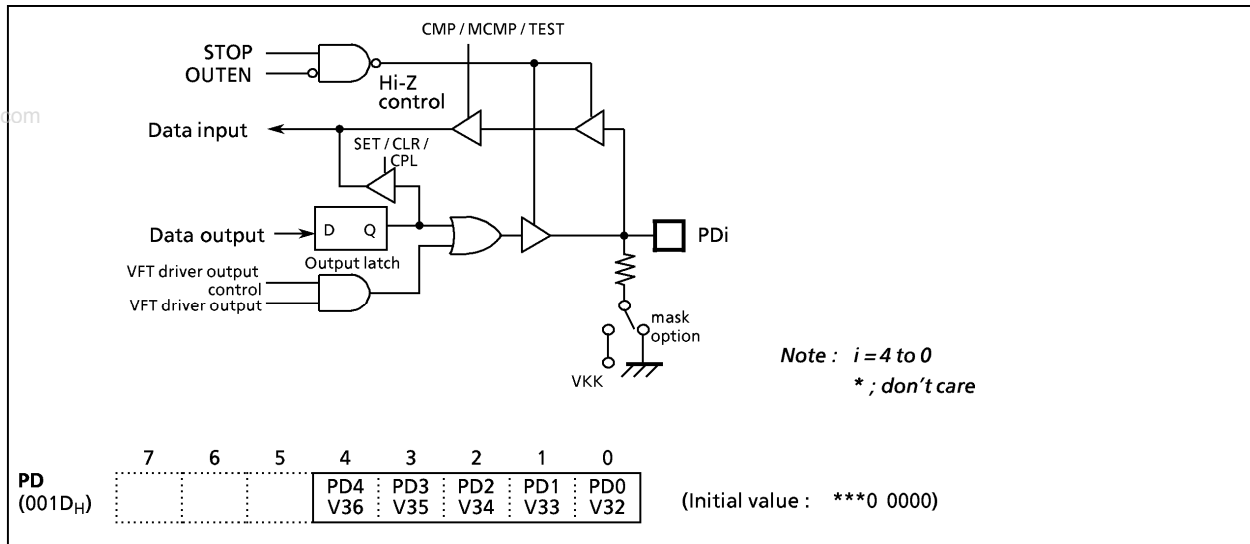 CMP / MCMP / TEST
STOP
OUTEN
Hi-Z
control
com
Data input
SET / CLR /
CPL
Data output
D Q
PDi
Output latch
VFT driver output
control
VFT driver output
mask
option
VKK
Note : i = 4 to 0
* ; don't care
7 6 5 4 3 2 1 0
PD
(001DH)
PD4 PD3 PD2 PD1 PD0
V36 V35 V34 V33 V32
(Initial value : ***0 0000)